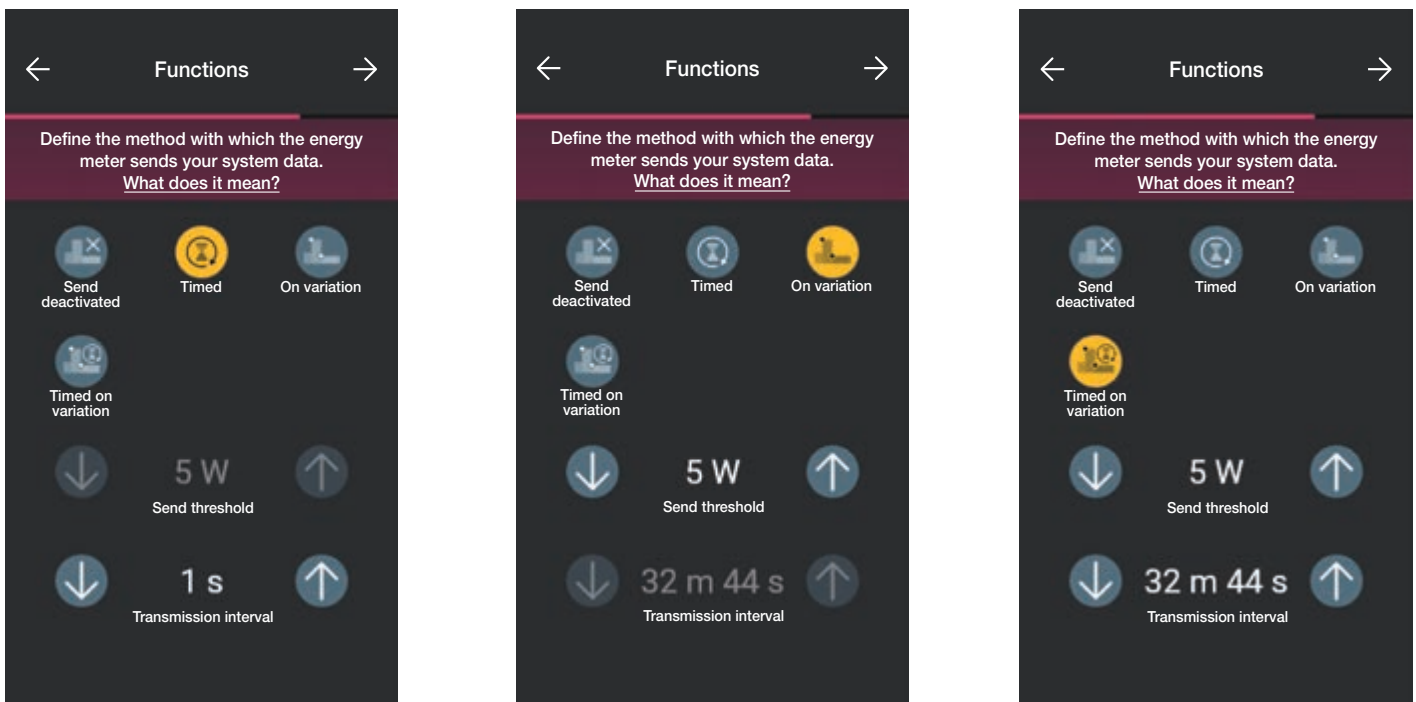 Functions
Define the method with which the energy
meter sends your system data.
What does it mean?
Send
deactivated
Timed
On variation
Timed on
variation
5 W
Send threshold
1 s
Transmission interval
Functions
Define the method with which the energy
meter sends your system data.
What does it mean?
Send
deactivated
Timed
On variation
Timed on
variation
5 W
Send threshold
32 m 44 s
Transmission interval
Functions
Define the method with which the energy
meter sends your system data.
What does it mean?
Send
deactivated
Timed
On variation
Timed on
variation
5 W
Send threshold
32 m 44 s
Transmission interval